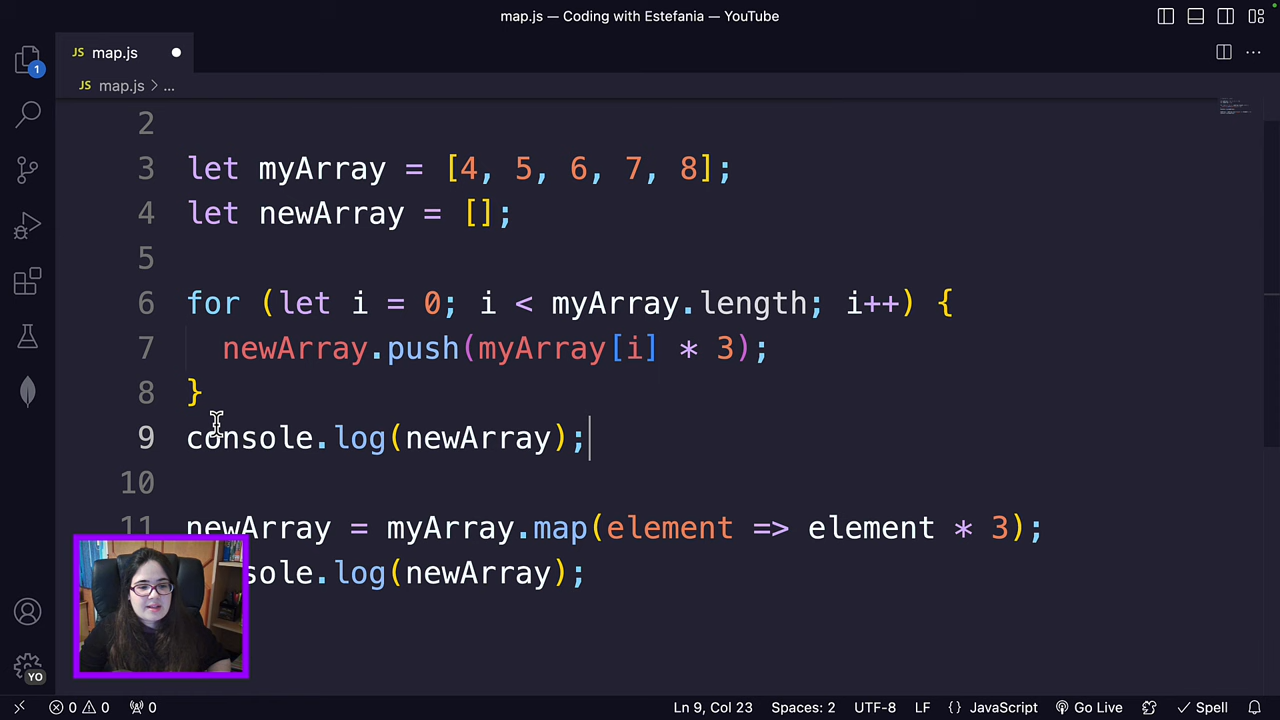 map.js — Coding with Estefania — YouTube
JS map.js
1
JS map.js > ...
2
3 let myArray = [4, 5, 6, 7, 8];
4 let newArray = [];
5
6 for (let i = 0; i < myArray.length; i++) {
7 newArray.push(myArray[i] * 3);
8 }
9 console.log(newArray);
10
11 newArray = myArray.map(element => element * 3);
sole.log(newArray);
YO
0 0 0 Ln 9, Col 23 Spaces: 2 UTF-8 LF {} JavaScript Go Live Spell